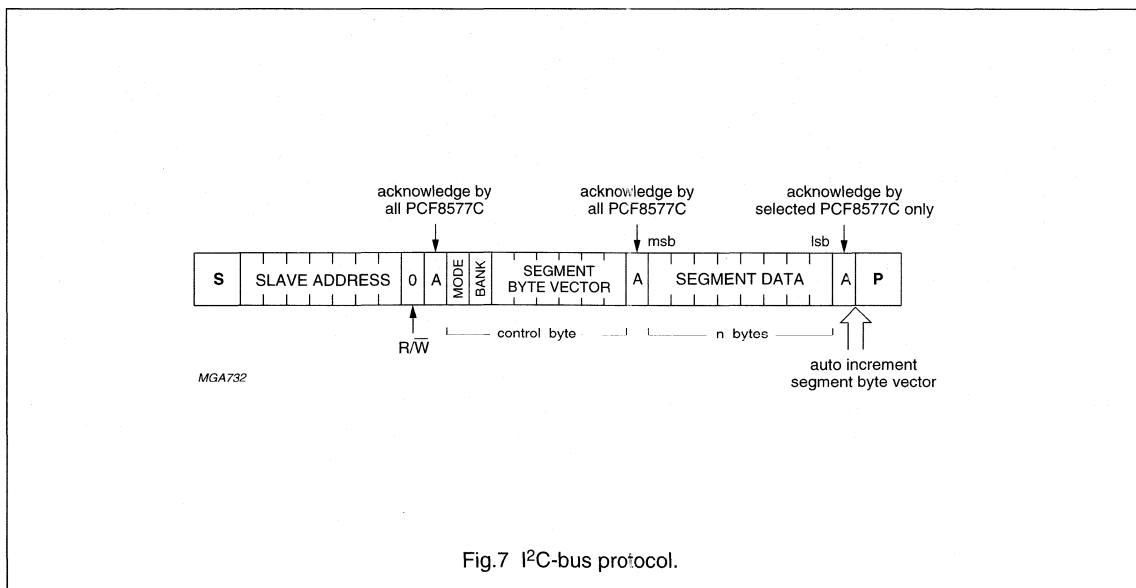 acknowledge by
all PCF8577C
acknowledge by
all PCF8577C
acknowledge by
selected PCF8577C only
msb
lsb
S
SLAVE ADDRESS
0
A
MODE
BANK
SEGMENT
BYTE VECTOR
A
SEGMENT DATA
A
P
control byte
n bytes
R/W̅
auto increment
segment byte vector
MGA732
Fig.7 I²C-bus protocol.